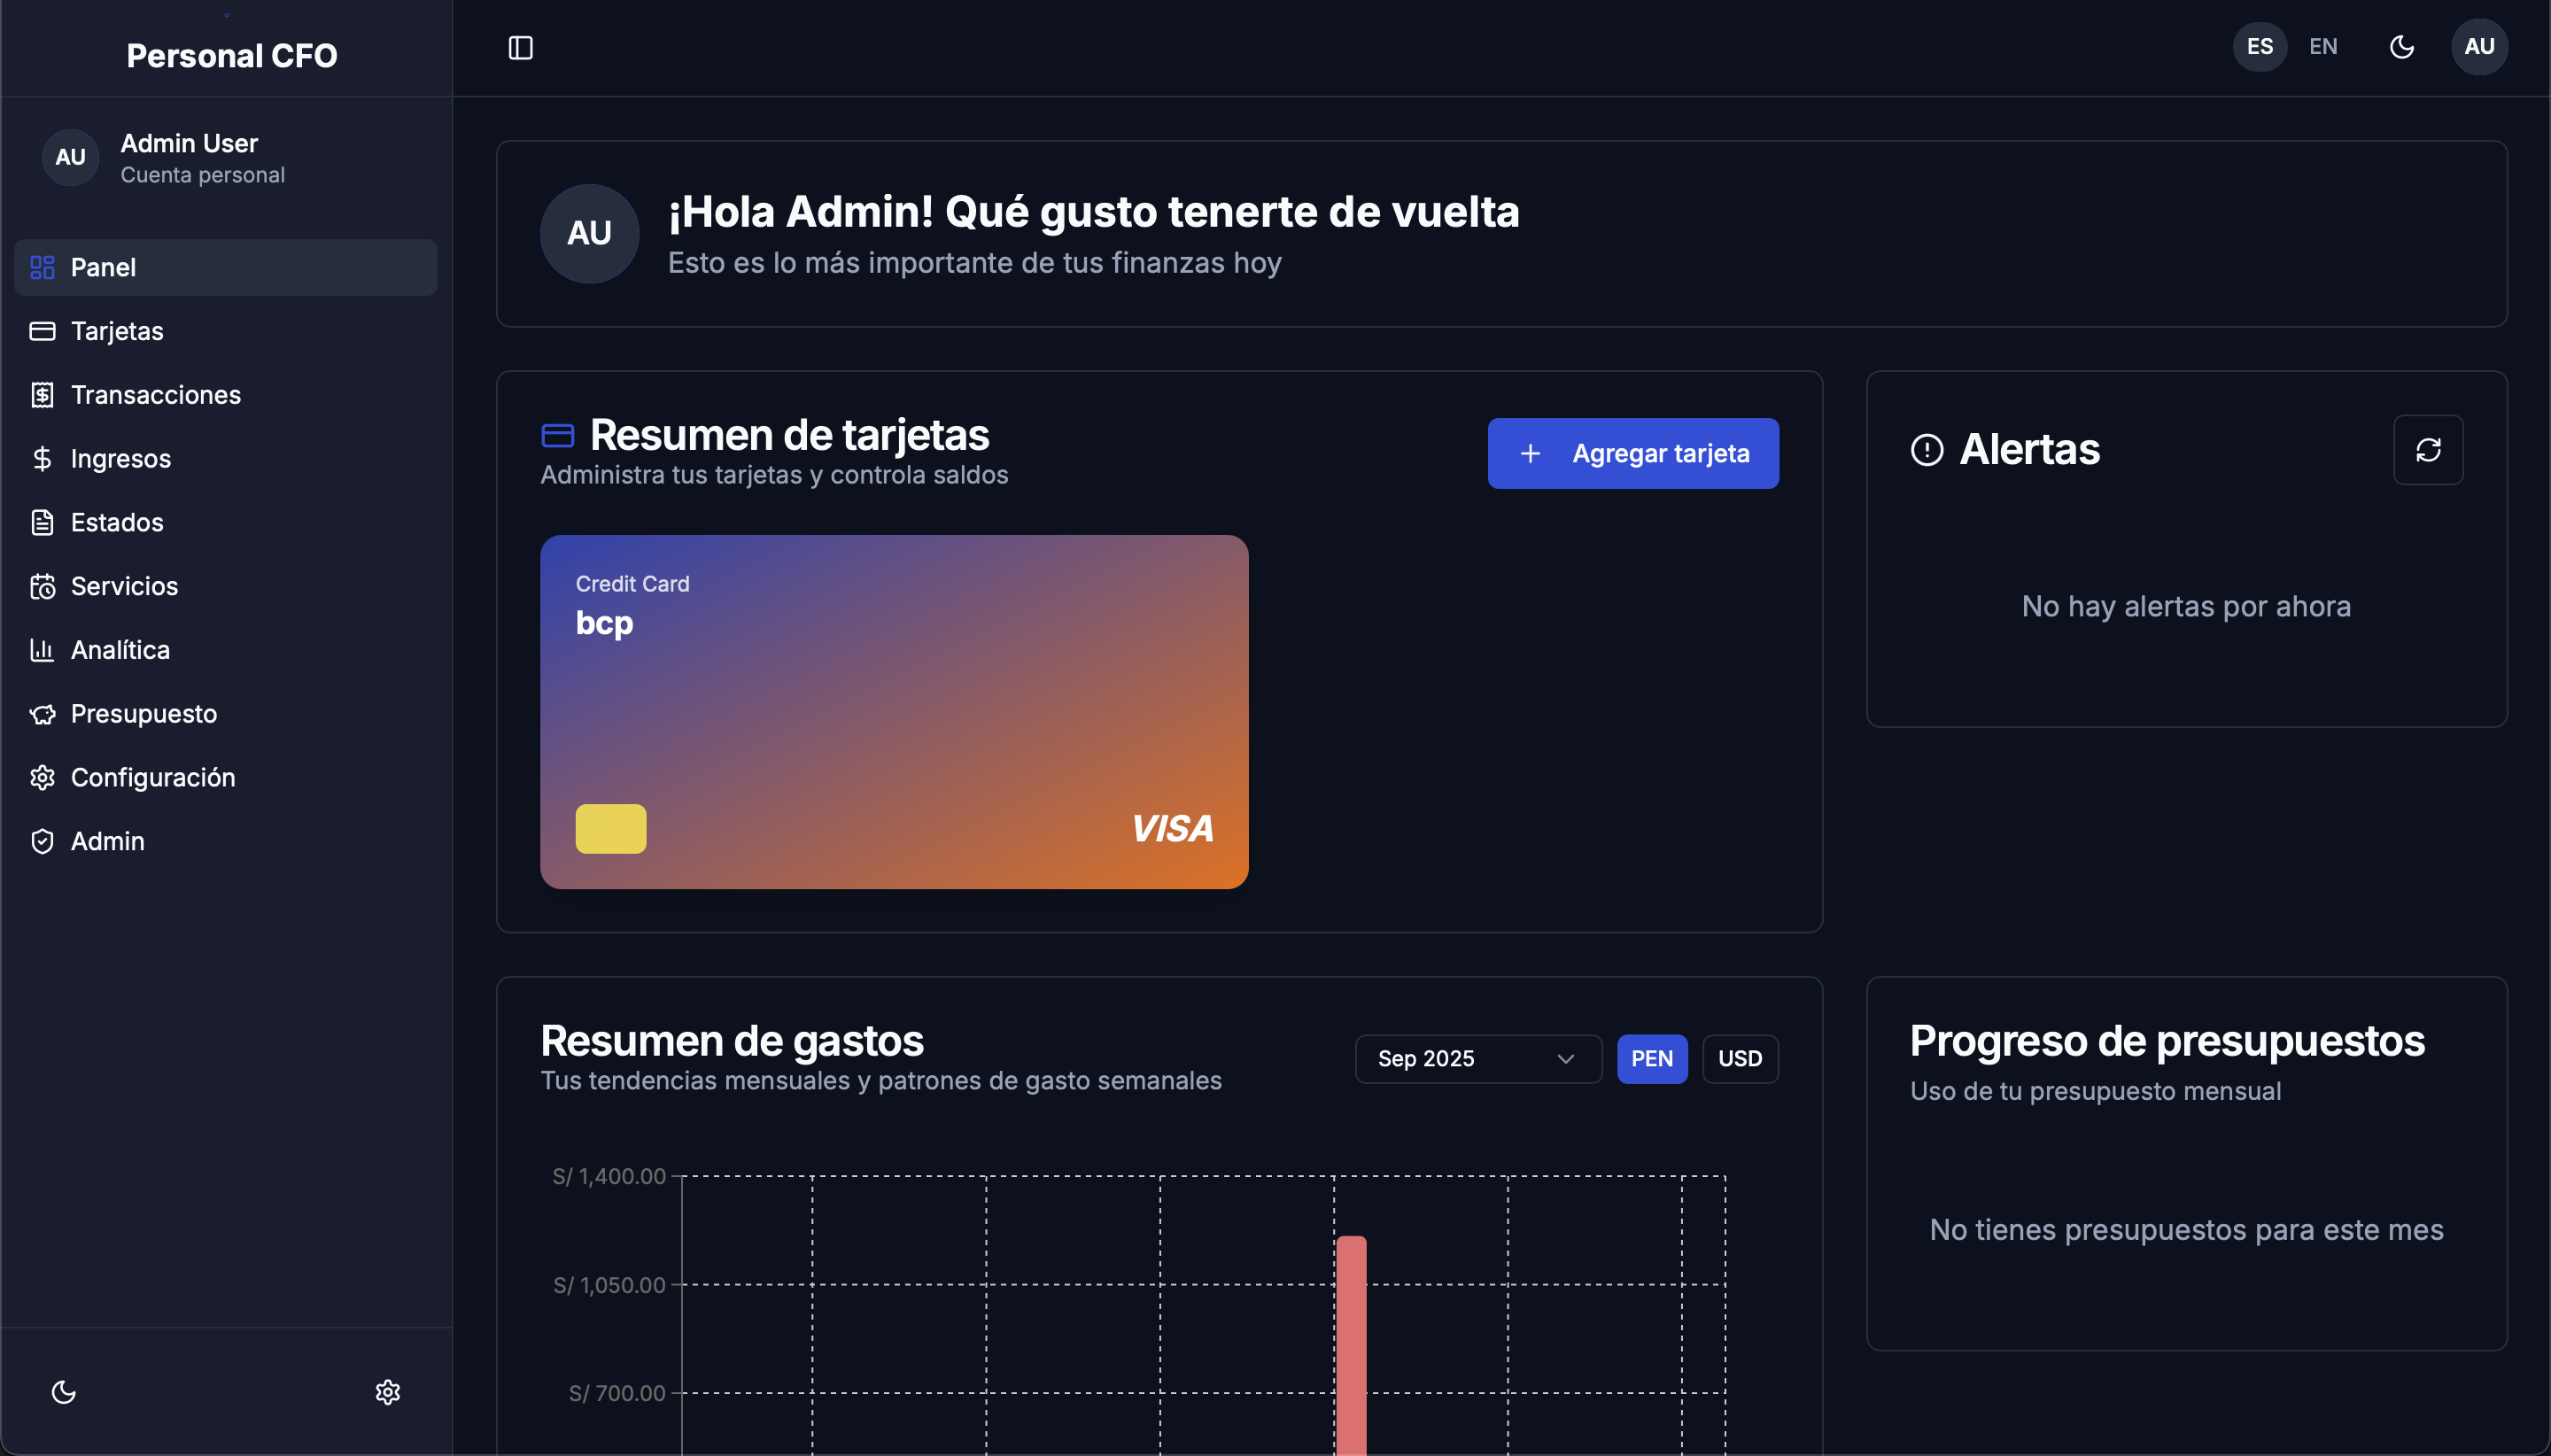 Personal CFO
ES EN AU
AU Admin User
Cuenta personal
Panel
Tarjetas
Transacciones
Ingresos
Estados
Servicios
Analítica
Presupuesto
Configuración
Admin
AU
¡Hola Admin! Qué gusto tenerte de vuelta
Esto es lo más importante de tus finanzas hoy
Resumen de tarjetas
Administra tus tarjetas y controla saldos
Agregar tarjeta
Credit Card
bcp
VISA
Alertas
No hay alertas por ahora
Resumen de gastos
Tus tendencias mensuales y patrones de gasto semanales
Sep 2025 PEN USD
S/ 1,400.00
S/ 1,050.00
S/ 700.00
Progreso de presupuestos
Uso de tu presupuesto mensual
No tienes presupuestos para este mes